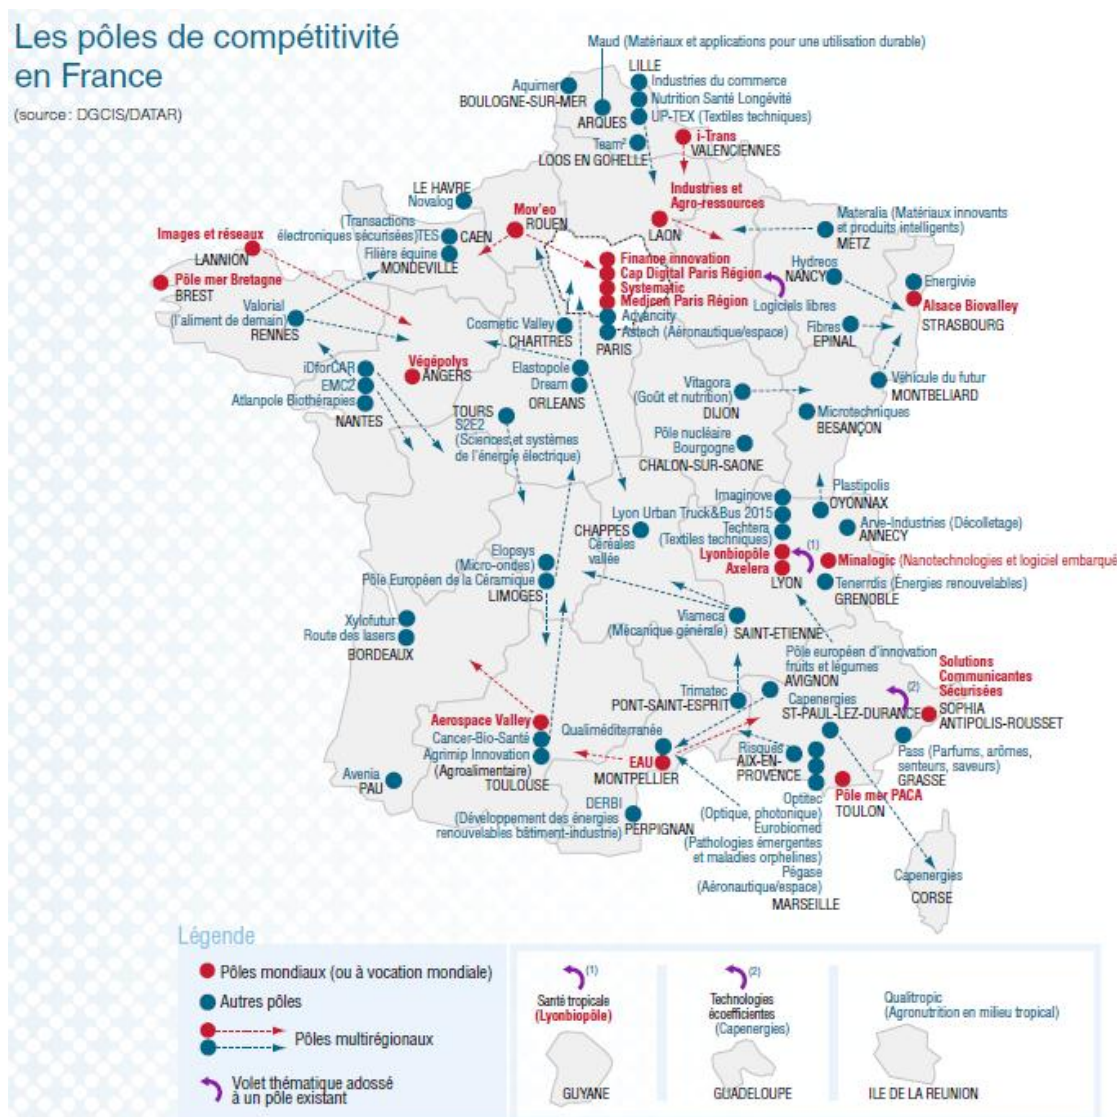 Les pôles de compétitivité
en France
(source: DGCIS/DATAR)
Maud (Matériaux et applications pour une utilisation durable)
LILLE
Industries du commerce
Nutrition Santé Longévité
UP-TEX (Textiles techniques)
Aquimer
BOULOGNE-SUR-MER
ARQUES
Team²
LOOS EN GOHELLE
i-Trans
VALENCIENNES
Industries et
Agro-ressources
LAON
LE HAVRE
Novalog
Mov'eo
ROUEN
(Transactions
électroniques sécurisées)TES
CAEN
Filière équine
MONDEVILLE
Images et réseaux
LANNION
Pôle mer Bretagne
BREST
Valorial
(l'aliment de demain)
RENNES
Materalia (Matériaux innovants
et produits intelligents)
METZ
Hydreos
NANCY
Logiciels libres
Energivie
Alsace Biovalley
STRASBOURG
Fibres
EPINAL
Finance innovation
Cap Digital Paris Région
Systematic
Medicen Paris Région
Advancity
Astech (Aéronautique/espace)
PARIS
Cosmetic Valley
CHARTRES
Végépolys
ANGERS
iDforCAR
EMC2
Atlanpole Biothérapies
NANTES
Elastopole
Dream
ORLEANS
TOURS
S2E2
(Sciences et systèmes
de l'énergie électrique)
Vitagora
(Goût et nutrition)
DIJON
Véhicule du futur
MONTBELIARD
Microtechniques
BESANÇON
Pôle nucléaire
Bourgogne
CHALON-SUR-SAONE
Imaginove
Lyon Urban Truck&Bus 2015
Techtera
(Textiles techniques)
Lyonbiopôle
Axelera
LYON
(1)
Plastipolis
OYONNAX
Arve-Industries (Décolletage)
ANNECY
Minalogic (Nanotechnologies et logiciel embarqué
Tenerrdis (Énergies renouvelables)
GRENOBLE
CHAPPES
Céréales
vallée
Elopsys
(Micro-ondes)
Pôle Européen de la Céramique
LIMOGES
Viameca
(Mécanique générale)
SAINT-ETIENNE
Xylofutur
Route des lasers
BORDEAUX
Pôle européen d'innovation
fruits et légumes
AVIGNON
Trimatec
PONT-SAINT-ESPRIT
Capenergies
ST-PAUL-LEZ-DURANCE
(2)
Solutions
Communicantes
Sécurisées
SOPHIA
ANTIPOLIS-ROUSSET
Aerospace Valley
Cancer-Bio-Santé
Agrimip Innovation
(Agroalimentaire)
TOULOUSE
Qualiméditerranée
EAU
MONTPELLIER
Risques
AIX-EN-
PROVENCE
Pass (Parfums, arômes,
senteurs, saveurs)
GRASSE
Pôle mer PACA
TOULON
Avenia
PAU
DERBI
(Développement des énergies
renouvelables bâtiment-industrie)
PERPIGNAN
Optitec
(Optique, photonique)
Eurobiomed
(Pathologies émergentes
et maladies orphelines)
Pégase
(Aéronautique/espace)
MARSEILLE
Capenergies
CORSE
Légende
Pôles mondiaux (ou à vocation mondiale)
Autres pôles
Pôles multirégionaux
Volet thématique adossé
à un pôle existant
(1)
Santé tropicale
(Lyonbiopôle)
GUYANE
(2)
Technologies
écoefficientes
(Capenergies)
GUADELOUPE
Qualitropic
(Agronutrition en milieu tropical)
ILE DE LA REUNION